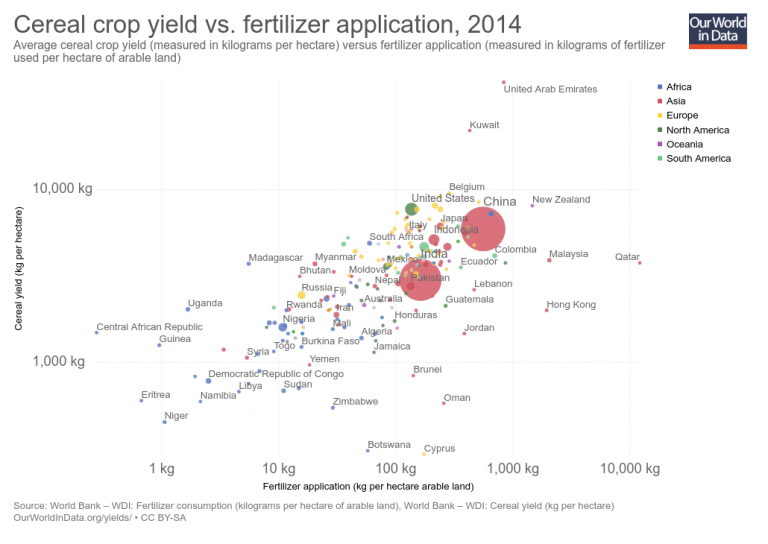 Cereal crop yield vs. fertilizer application, 2014
Average cereal crop yield (measured in kilograms per hectare) versus fertilizer application (measured in kilograms of fertilizer
used per hectare of arable land)
Our World
in Data
United Arab Emirates
Africa
Asia
Europe
North America
Oceania
South America
Kuwait
10,000 kg
Belgium
United States
China
New Zealand
Italy
Japan
Indonesia
South Africa
Madagascar
Myanmar
Mexico
India
Ecuador
Colombia
Malaysia
Qatar
Bhutan
Moldova
Nepal
Pakistan
Lebanon
Russia
Fiji
Australia
Guatemala
Uganda
Rwanda
Iran
Honduras
Hong Kong
Nigeria
Mali
Central African Republic
Algeria
Jordan
Guinea
Togo
Burkina Faso
Jamaica
1,000 kg
Syria
Yemen
Democratic Republic of Congo
Brunei
Eritrea
Namibia
Libya
Sudan
Zimbabwe
Oman
Niger
Botswana
Cyprus
Cereal yield (kg per hectare)
1 kg
10 kg
100 kg
1,000 kg
10,000 kg
Fertilizer application (kg per hectare arable land)
Source: World Bank – WDI: Fertilizer consumption (kilograms per hectare of arable land), World Bank – WDI: Cereal yield (kg per hectare)
OurWorldInData.org/yields/ • CC BY-SA